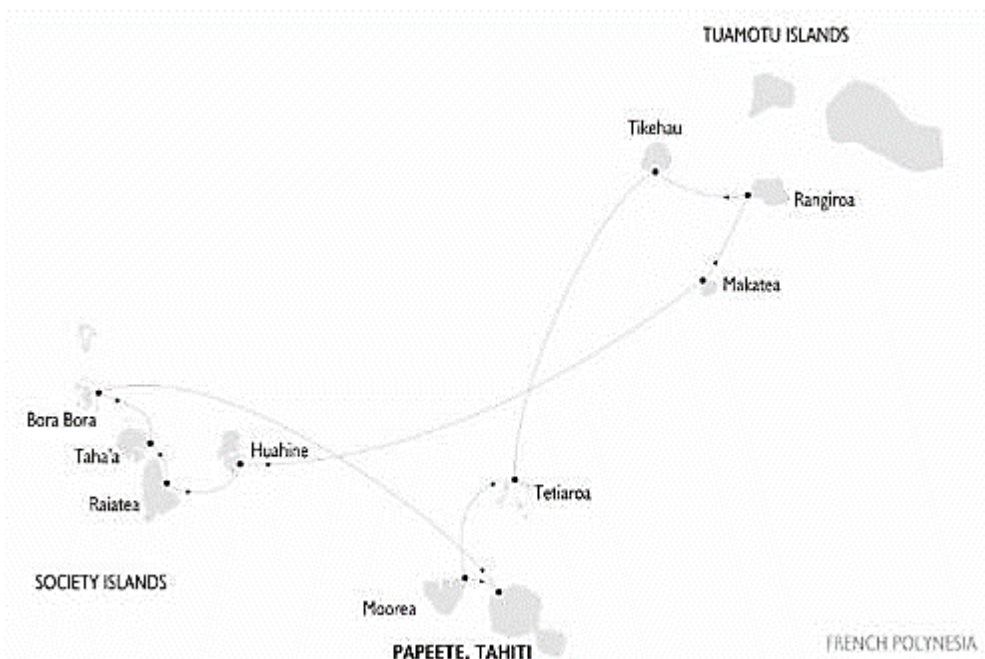 TUAMOTU ISLANDS
Tikehau
Rangiroa
Makatea
Bora Bora
Taha'a
Huahine
Raiatea
Tetiaroa
SOCIETY ISLANDS
Moorea
PAPEETE, TAHITI
FRENCH POLYNESIA